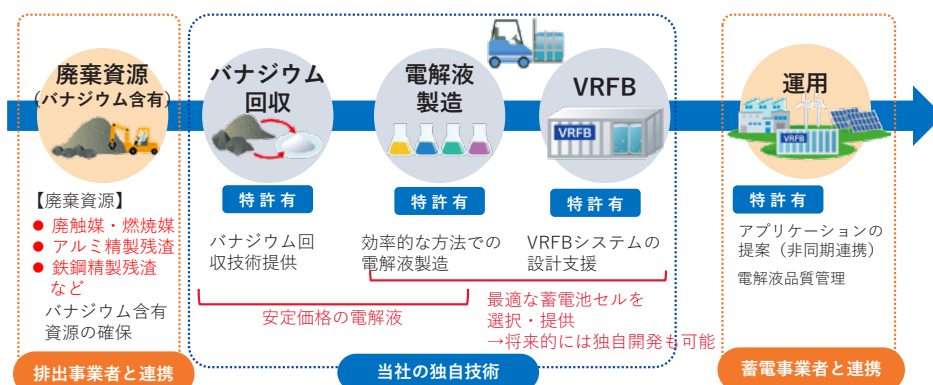 廃棄資源
(バナジウム含有)
【廃棄資源】
● 廃触媒・燃焼媒
● アルミ精製残渣
● 鉄鋼精製残渣
など
バナジウム含有
資源の確保
排出事業者と連携
バナジウム
回収
特許有
バナジウム回
収技術提供
電解液
製造
特許有
効率的な方法での
電解液製造
VRFB
VRFB
特許有
VRFBシステムの
設計支援
安定価格の電解液
最適な蓄電池セルを
選択・提供
→将来的には独自開発も可能
当社の独自技術
運用
VRFB
特許有
アプリケーションの
提案（非同期連携）
電解液品質管理
蓄電事業者と連携